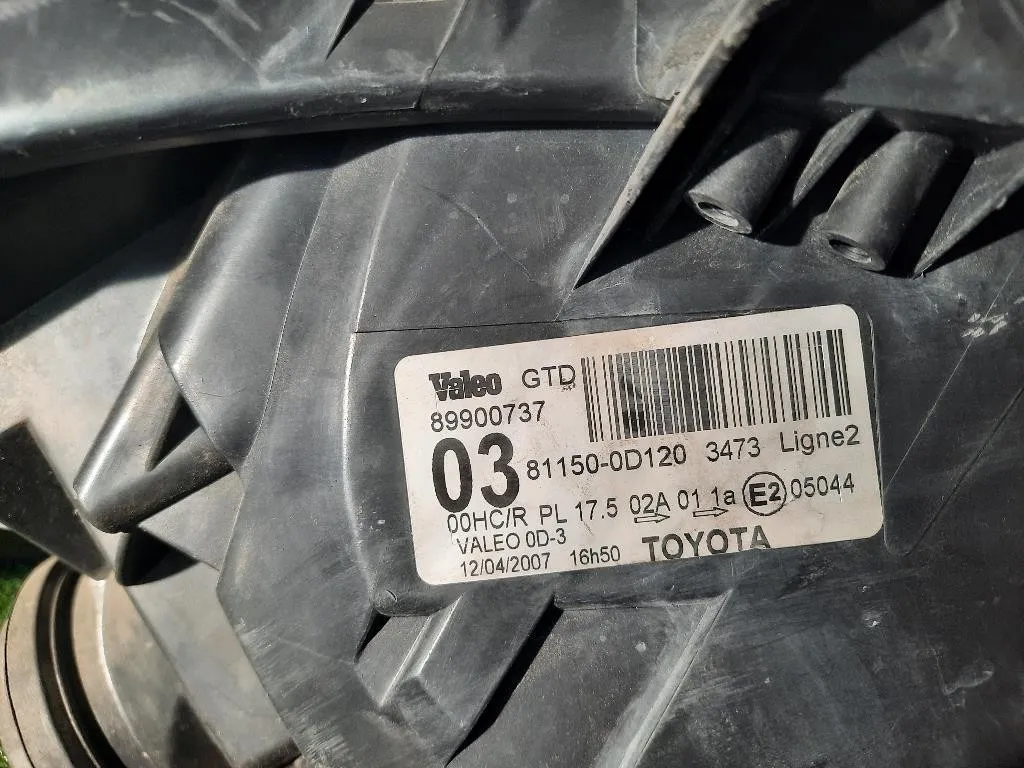 Valeo GTD
89900737
03 81150-0D120 3473 Ligne2
00HC/R PL 17.5 02A 01 1a E2 05044
VALEO 0D-3
12/04/2007 16h50 TOYOTA